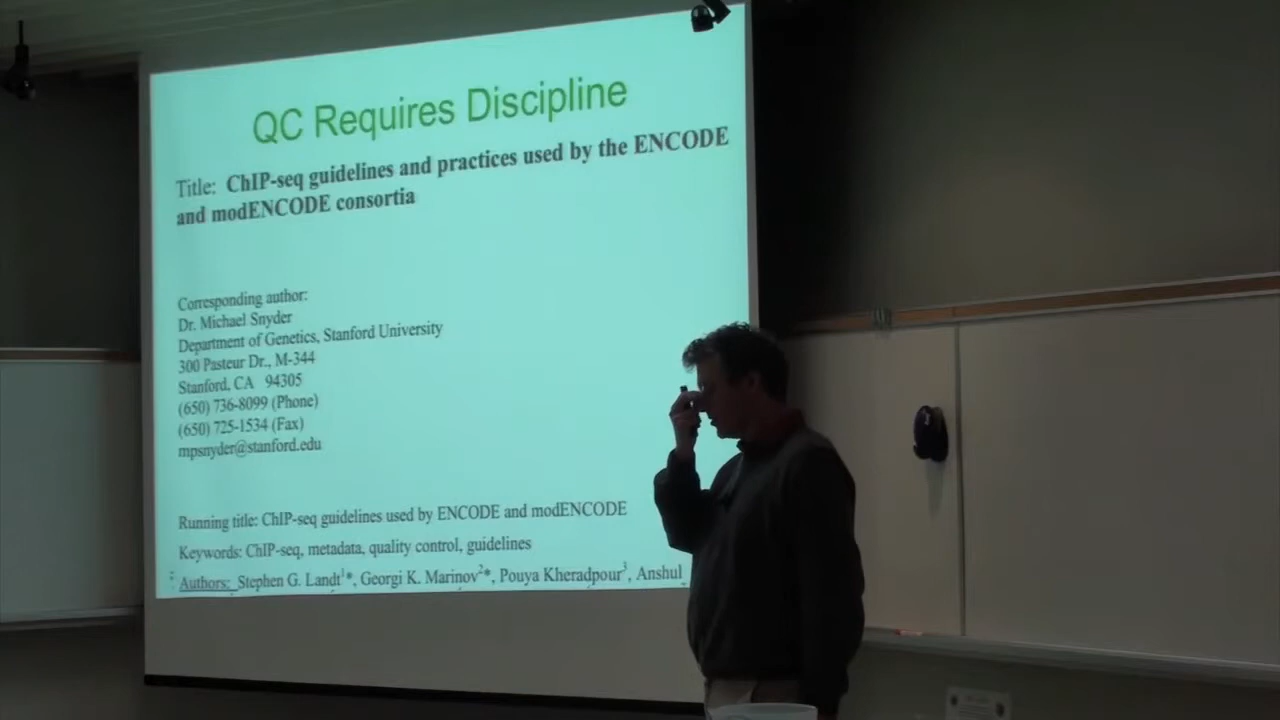 QC Requires Discipline
Title: ChIP-seq guidelines and practices used by the ENCODE
and modENCODE consortia
Corresponding author:
Dr. Michael Snyder
Department of Genetics, Stanford University
300 Pasteur Dr., M-344
Stanford, CA 94305
(650) 736-8099 (Phone)
(650) 725-1534 (Fax)
mpsnyder@stanford.edu
Running title: ChIP-seq guidelines used by ENCODE and modENCODE
Keywords: ChIP-seq, metadata, quality control, guidelines
Authors: Stephen G. Landt¹*, Georgi K. Marinov²*, Pouya Kheradpour³, Anshul